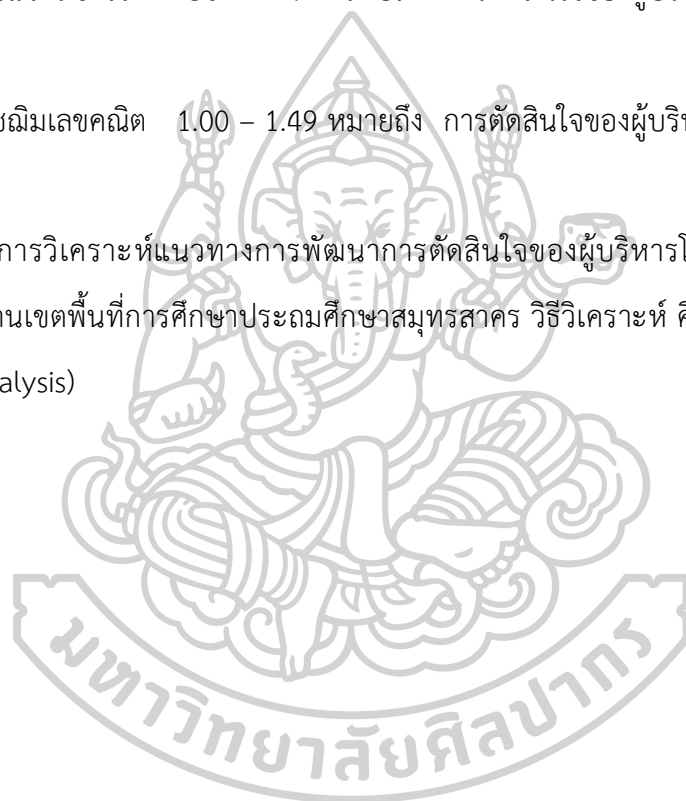 ชฌิมเลขคณิต 1.00 – 1.49 หมายถึง การตัดสินใจของผู้บริห
การวิเคราะห์แนวทางการพัฒนาการตัดสินใจของผู้บริหารโ
านเขตพื้นที่การศึกษาประถมศึกษาสมุทรสาคร วิธีวิเคราะห์ คื
alysis)
มหาวิทยาลัยศิลปากร